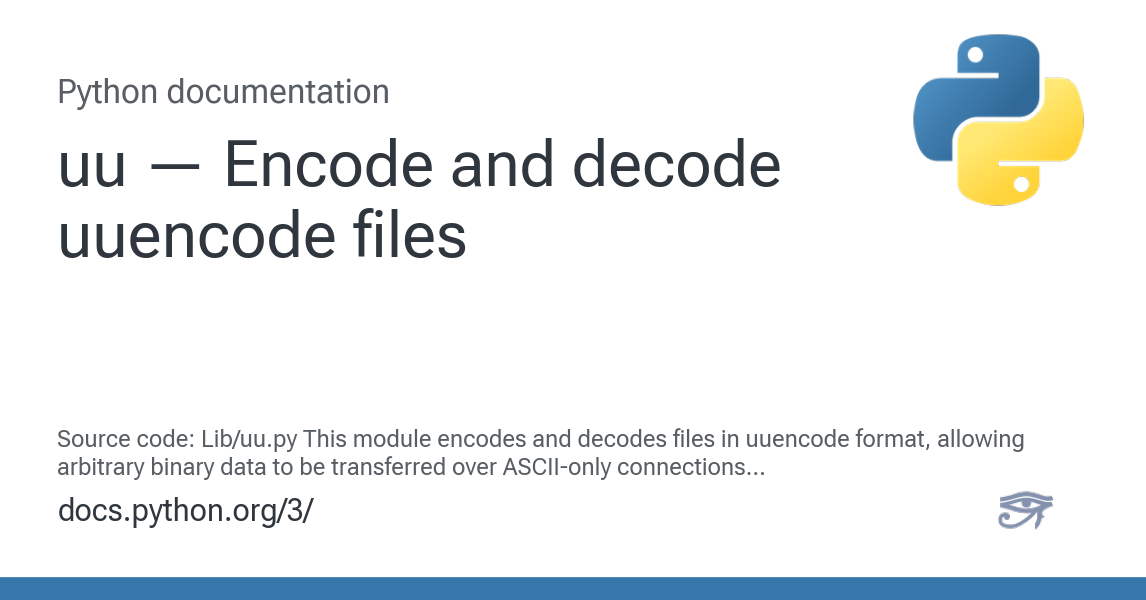 Python documentation
uu — Encode and decode
uuencode files
Source code: Lib/uu.py This module encodes and decodes files in uuencode format, allowing
arbitrary binary data to be transferred over ASCII-only connections...
docs.python.org/3/